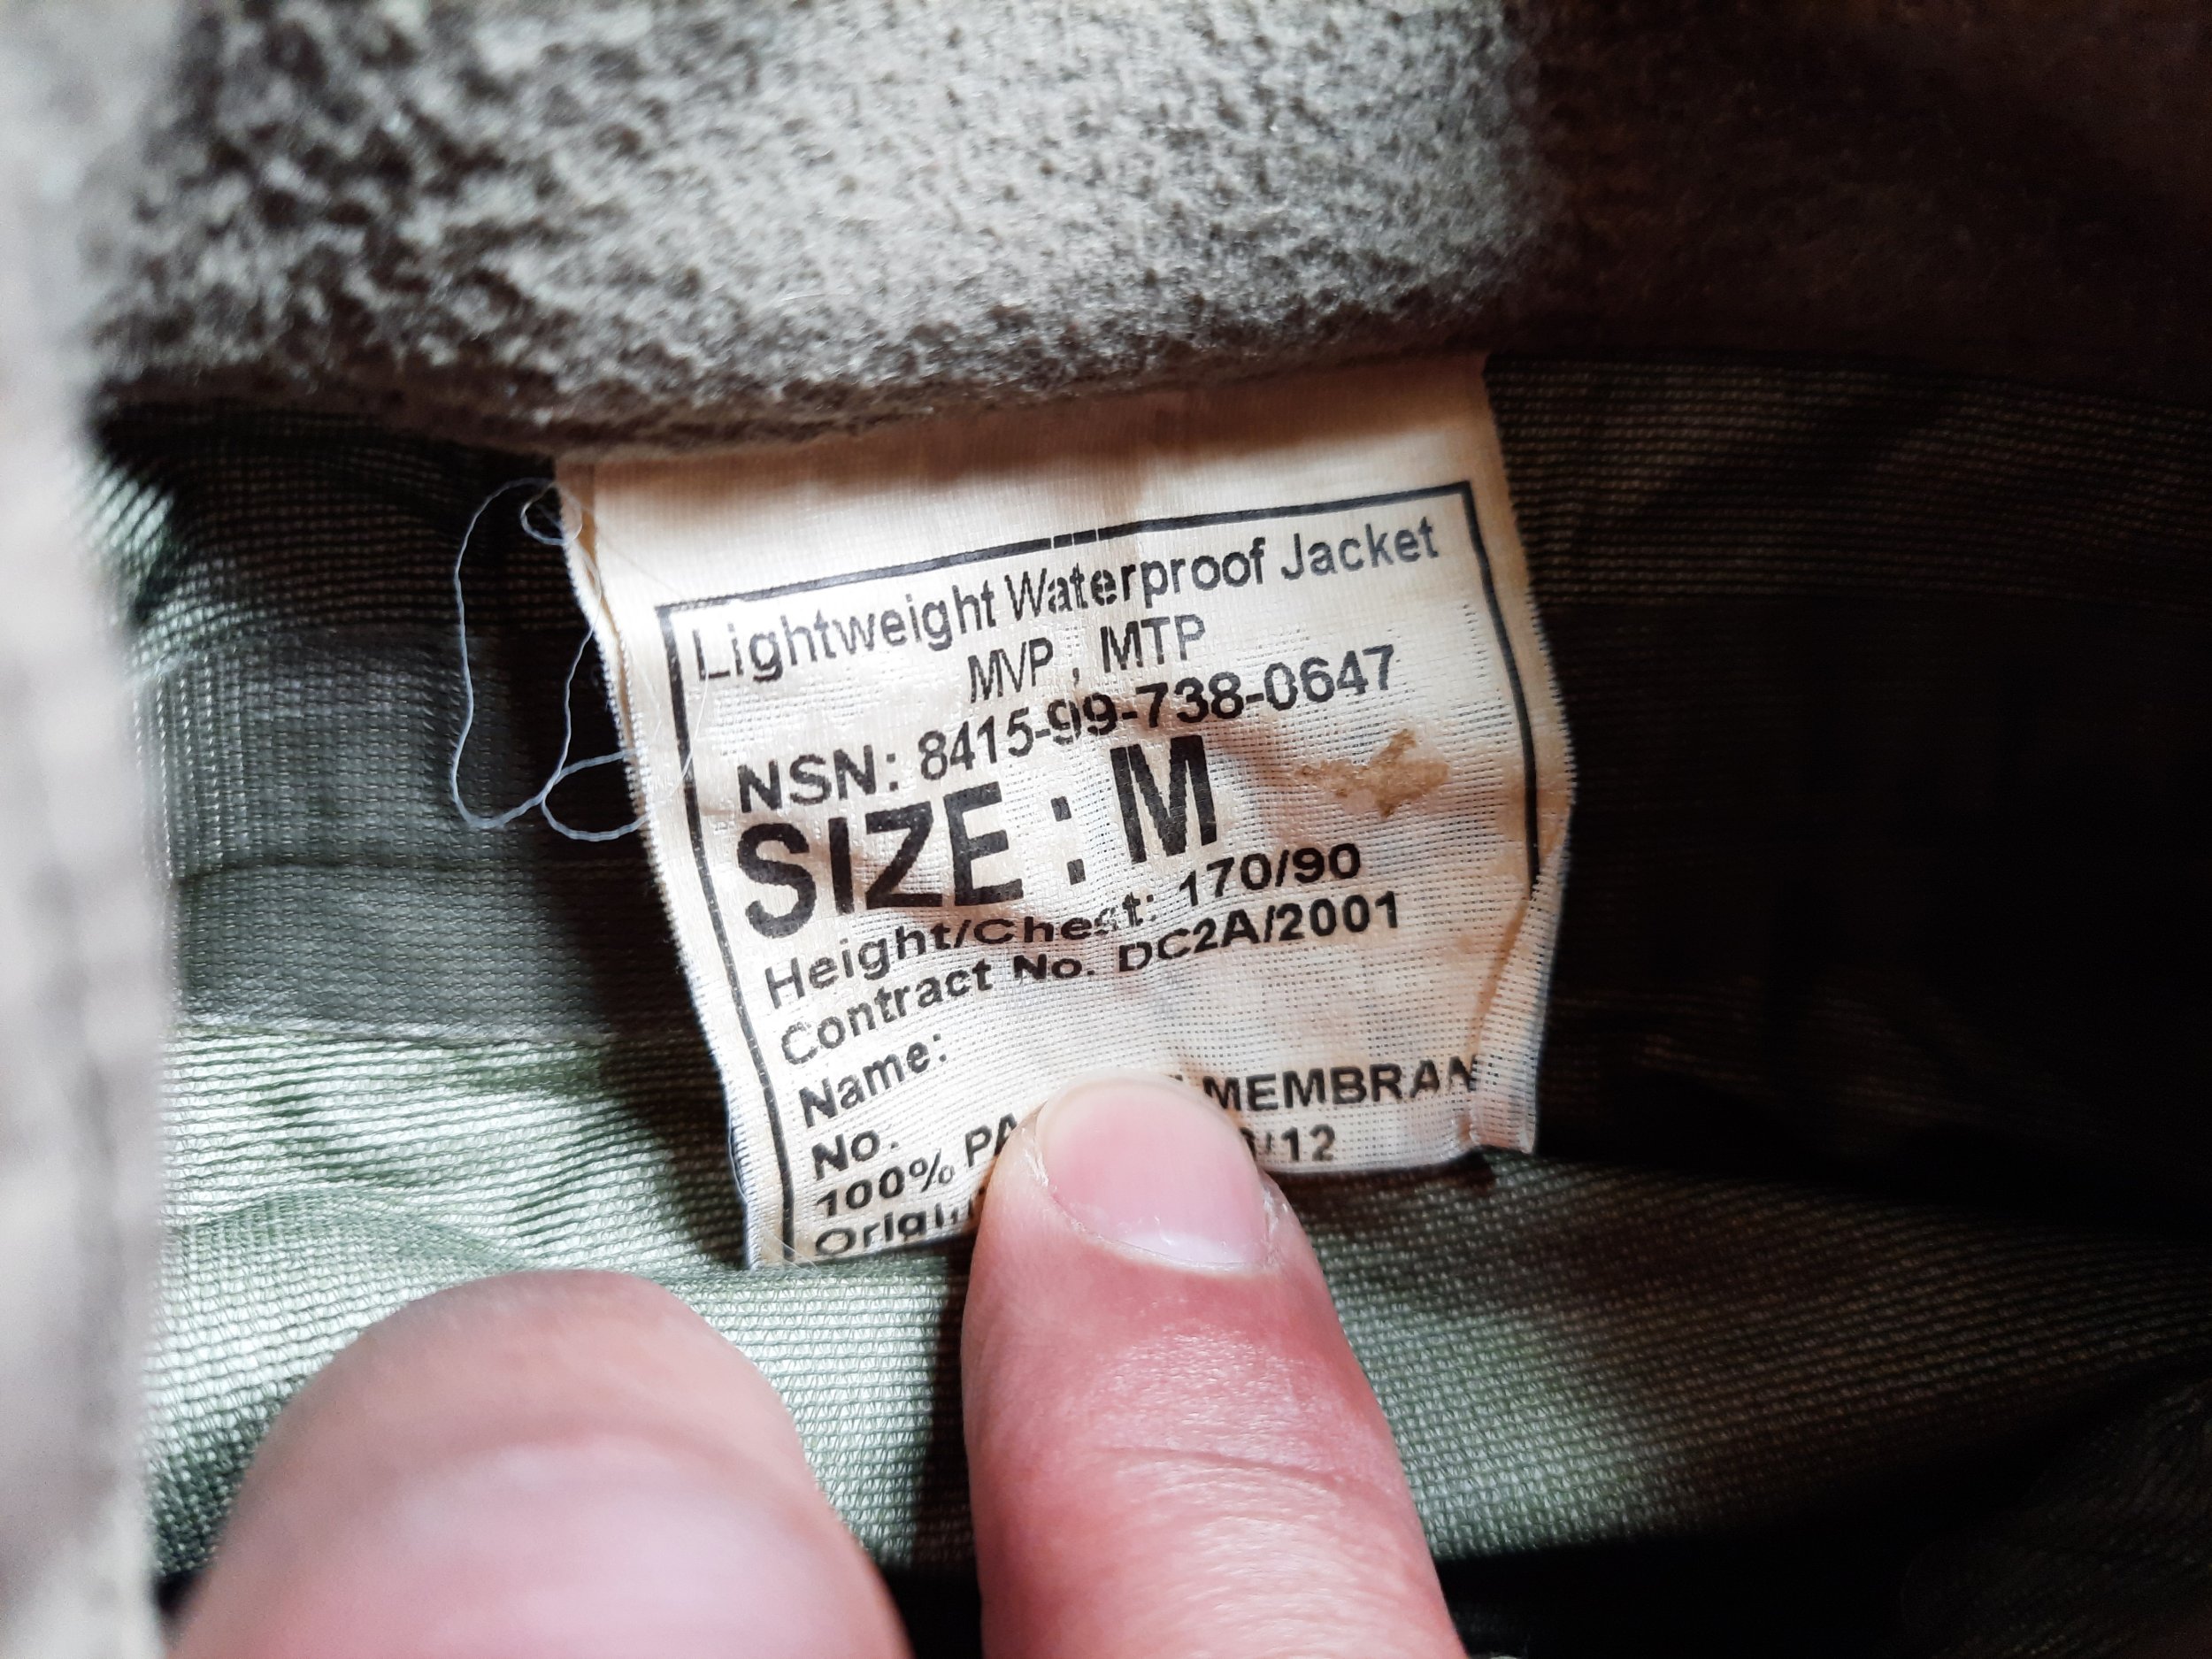 Lightweight Waterproof Jacket
MVP , MTP
NSN: 8415-99-738-0647
SIZE : M
Height/Chest: 170/90
Contract No. DC2A/2001
Name:
No.
100%
/12